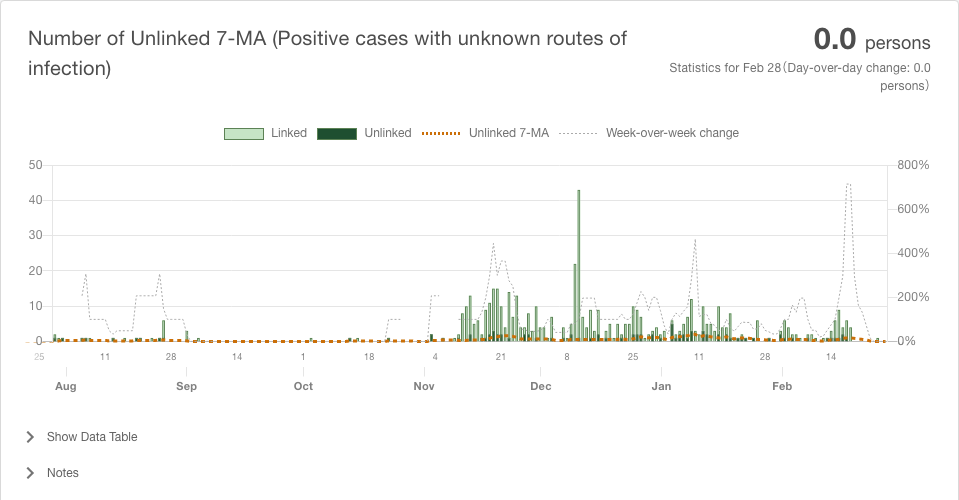 Number of Unlinked 7-MA (Positive cases with unknown routes of
infection)
0.0 persons
Statistics for Feb 28(Day-over-day change: 0.0
persons)
Linked Unlinked Unlinked 7-MA Week-over-week change
50 800%
40
600%
30
400%
20
200%
10
0 0%
25 11 28 14 1 18 4 21 8 25 11 28 14
Aug Sep Oct Nov Dec Jan Feb
Show Data Table
Notes